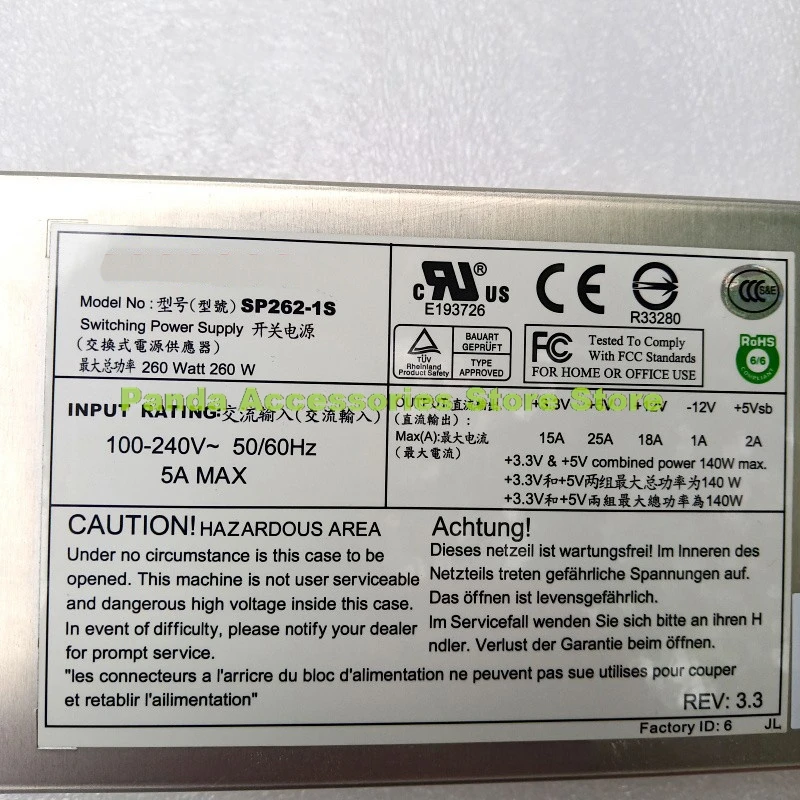 Model No : 型号(型號) SP262-1S
Switching Power Supply 开关电源
(交換式電源供應器)
最大总功率 260 Watt 260 W
C RU ® US
E193726
CE
R33280
CCC S&E
TÜV
Rheinland
Product Safety
BAUART
GEPRÜFT
TYPE
APPROVED
FC
Tested To Comply
With FCC Standards
FOR HOME OR OFFICE USE
RoHS
6/6
COMPLIANT
Panda Accessories Store Store
INPUT RATING:交流输入(交流輸入)
100-240V~ 50/60Hz
5A MAX
+3.3V +12V -12V +5Vsb
(直流輸出):
Max(A):最大电流 15A 25A 18A 1A 2A
(最大電流)
+3.3V & +5V combined power 140W max.
+3.3V和+5V两组最大总功率为140 W
+3.3V和+5V兩組最大總功率為140W
CAUTION! HAZARDOUS AREA
Under no circumstance is this case to be
opened. This machine is not user serviceable
and dangerous high voltage inside this case.
In event of difficulty, please notify your dealer
for prompt service.
Achtung!
Dieses netzeil ist wartungsfrei! Im Inneren des
Netzteils treten gefährliche Spannungen auf.
Das öffnen ist levensgefährlich.
Im Servicefall wenden Sie sich bitte an ihren H
ndler. Verlust der Garantie beim öffnen.
"les connecteurs a l'arricre du bloc d'alimentation ne peuvent pas sue utilises pour couper
et retablir l'ailimentation"
REV: 3.3
Factory ID: 6 JL